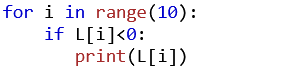 for i in range(10):
    if L[i]<0:
        print(L[i])